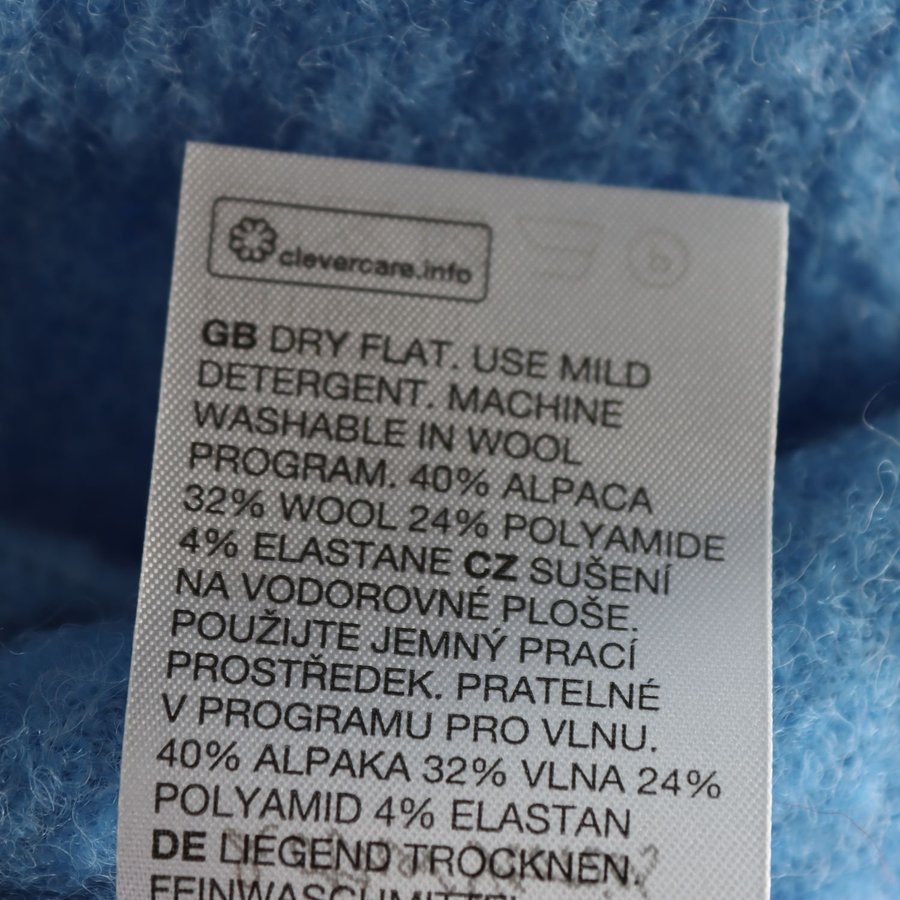 clevercare.info
GB DRY FLAT. USE MILD
DETERGENT. MACHINE
WASHABLE IN WOOL
PROGRAM. 40% ALPACA
32% WOOL 24% POLYAMIDE
4% ELASTANE CZ SUŠENÍ
NA VODOROVNÉ PLOŠE.
POUŽIJTE JEMNÝ PRACÍ
PROSTŘEDEK. PRATELNÉ
V PROGRAMU PRO VLNU.
40% ALPAKA 32% VLNA 24%
POLYAMID 4% ELASTAN
DE LIEGEND TROCKNEN.
FEINWASCHMITTEL